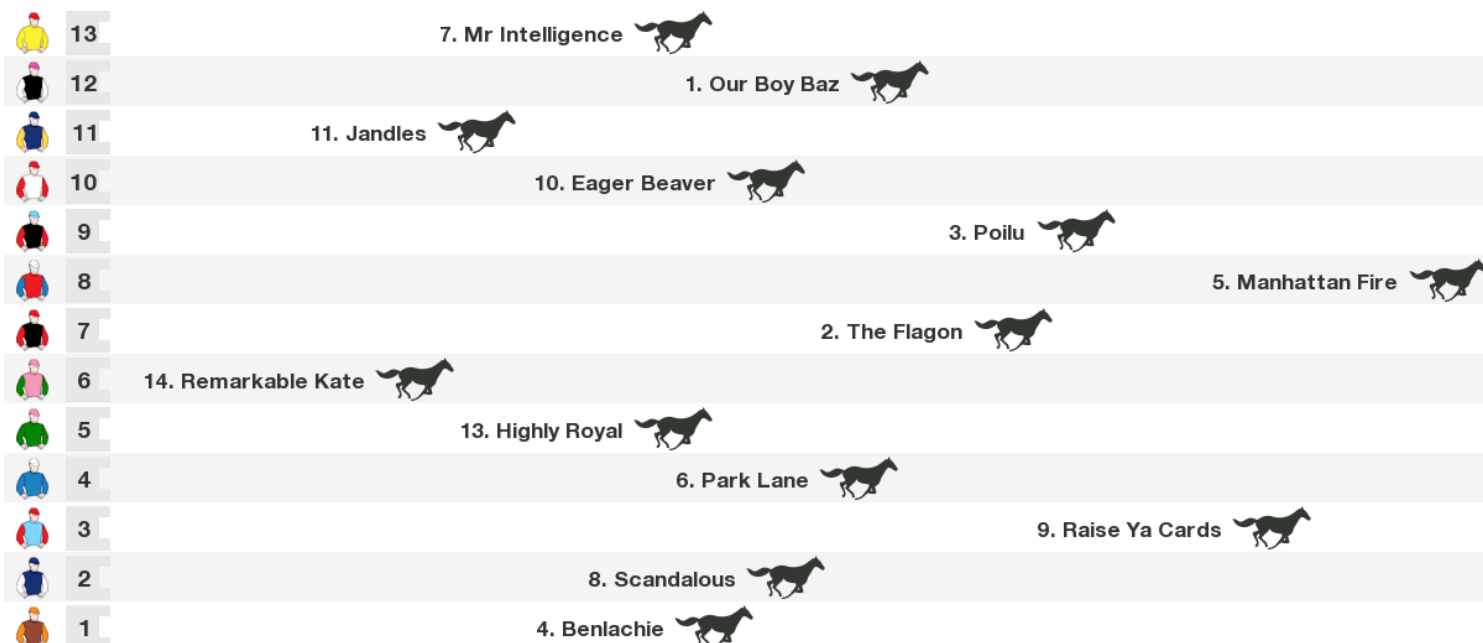 13 7. Mr Intelligence
12 1. Our Boy Baz
11 11. Jandles
10 10. Eager Beaver
9 3. Poilu
8 5. Manhattan Fire
7 2. The Flagon
6 14. Remarkable Kate
5 13. Highly Royal
4 6. Park Lane
3 9. Raise Ya Cards
2 8. Scandalous
1 4. Benlachie